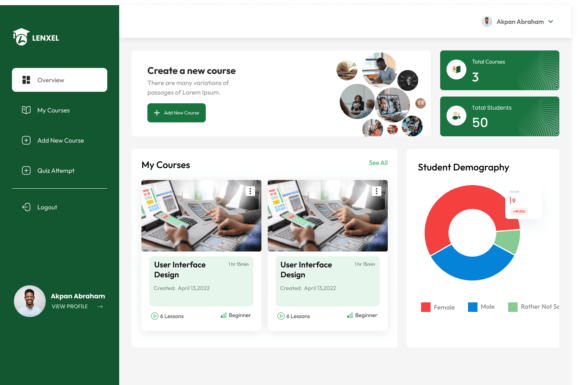 LENXEL
Akpan Abraham
Overview
My Courses
Add New Course
Quiz Attempt
Logout
Akpan Abraham
VIEW PROFILE →
Create a new course
There are many variations of
passages of Lorem Ipsum.
+ Add New Course
Total Courses
3
Total Students
50
My Courses
See All
User Interface
Design
1hr 15min
Created: April 13,2022
6 Lessons
Beginner
User Interface
Design
1hr 15min
Created: April 13,2022
6 Lessons
Beginner
Student Demography
Female
Male
Rather Not Sa